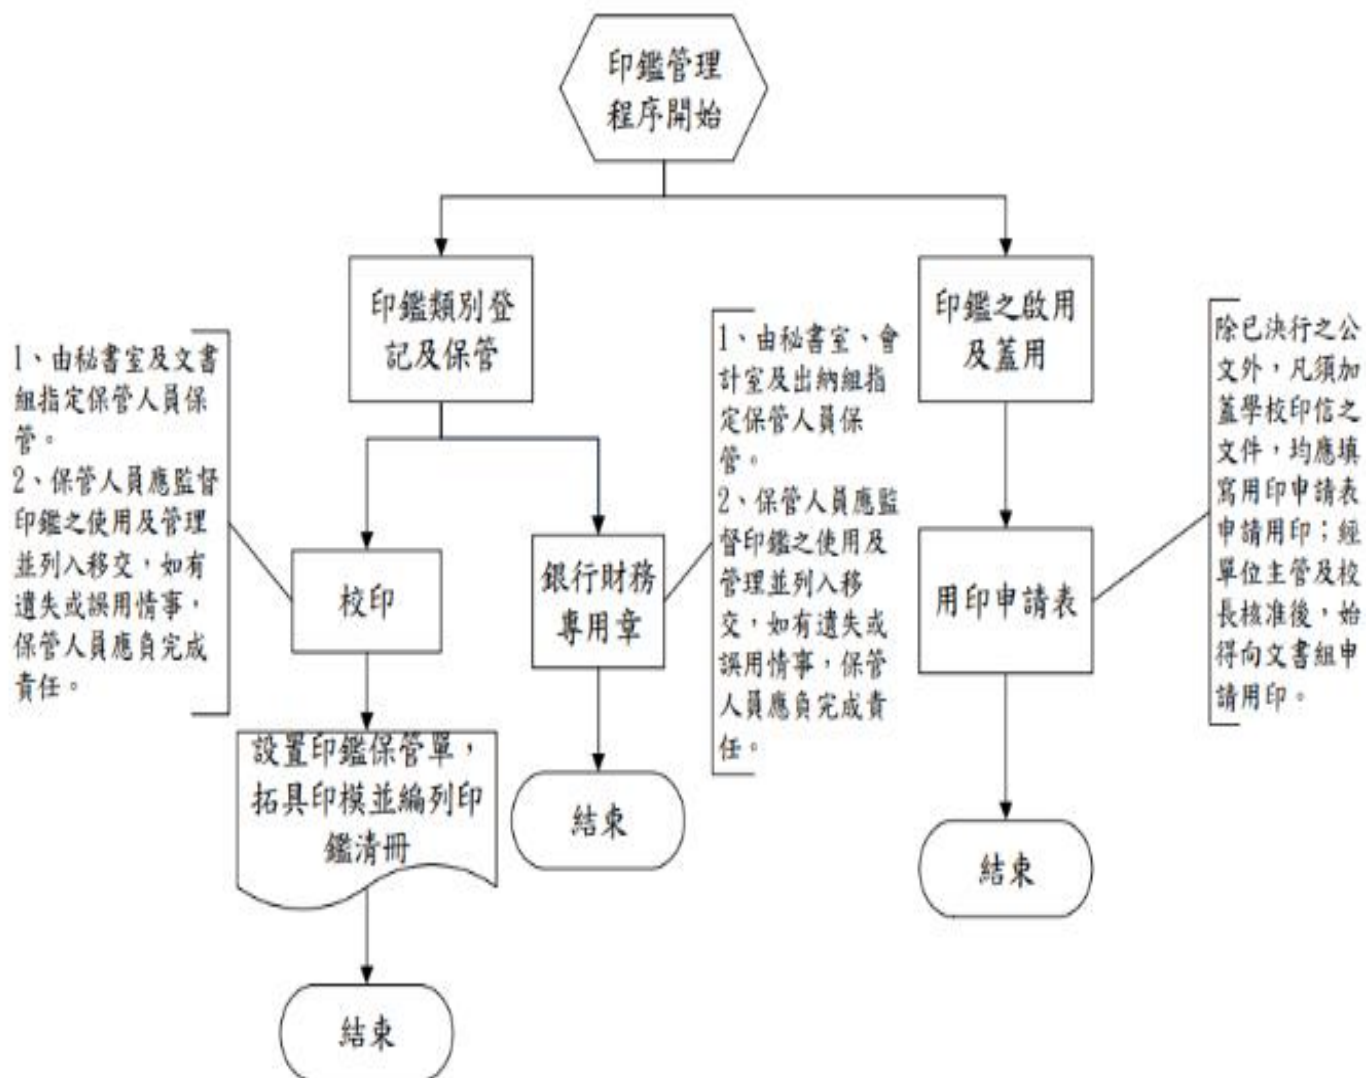 印鑑管理
程序開始
印鑑類別登
記及保管
印鑑之啟用
及蓋用
1、由秘書室及文書
組指定保管人員保
管。
2、保管人員應監督
印鑑之使用及管理
並列入移交，如有
遺失或誤用情事，
保管人員應負完成
責任。
校印
銀行財務
專用章
1、由秘書室、會
計室及出納組指
定保管人員保
管。
2、保管人員應監
督印鑑之使用及
管理並列入移
交，如有遺失或
誤用情事，保管
人員應負完成責
任。
用印申請表
除已決行之公
文外，凡須加
蓋學校印信之
文件，均應填
寫用印申請表
申請用印；經
單位主管及校
長核准後，始
得向文書組申
請用印。
設置印鑑保管單，
拓具印模並編列印
鑑清冊
結束
結束
結束